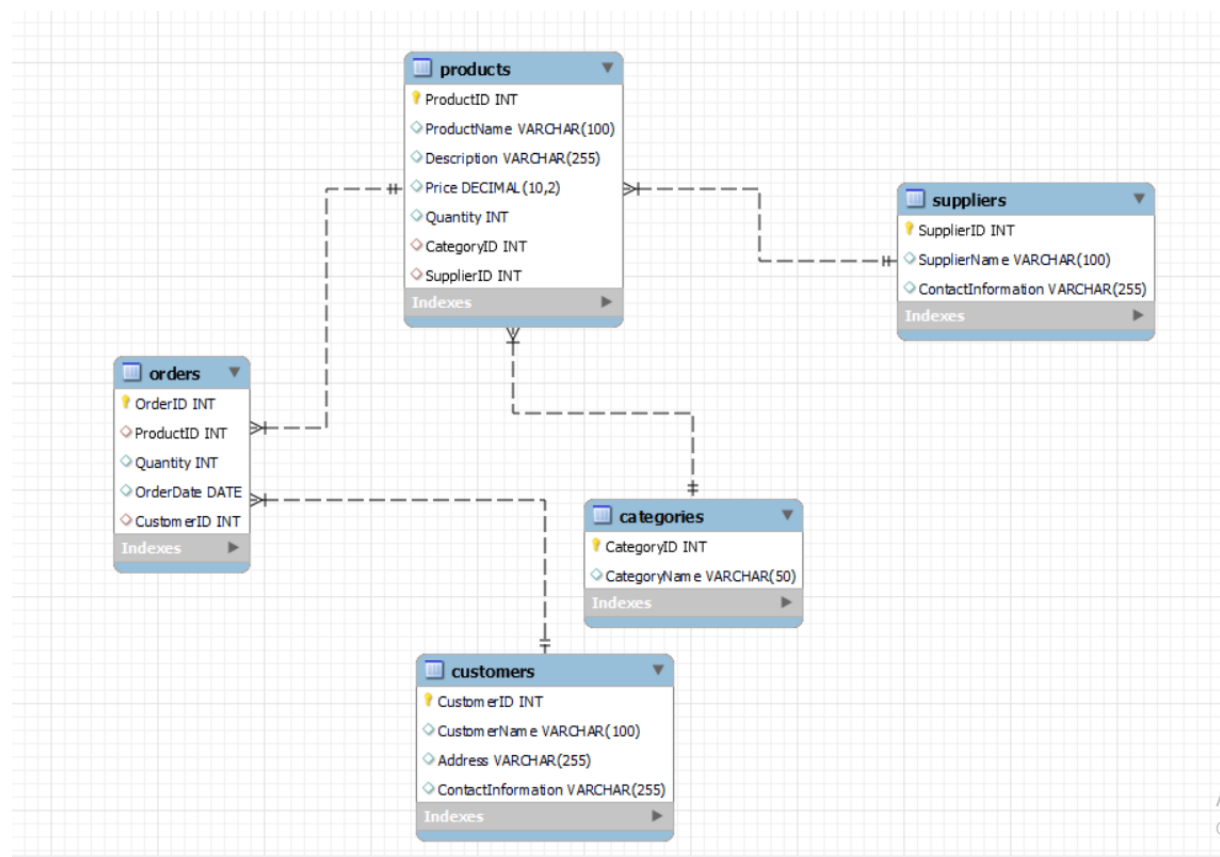 products
ProductID INT
ProductName VARCHAR(100)
Description VARCHAR(255)
Price DECIMAL(10,2)
Quantity INT
CategoryID INT
SupplierID INT
Indexes
suppliers
SupplierID INT
SupplierName VARCHAR(100)
ContactInformation VARCHAR(255)
Indexes
orders
OrderID INT
ProductID INT
Quantity INT
OrderDate DATE
CustomerID INT
Indexes
categories
CategoryID INT
CategoryName VARCHAR(50)
Indexes
customers
CustomerID INT
CustomerName VARCHAR(100)
Address VARCHAR(255)
ContactInformation VARCHAR(255)
Indexes